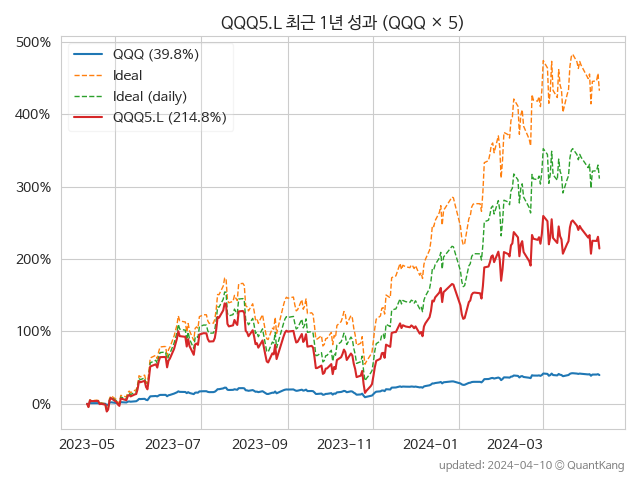 QQQ5.L 최근 1년 성과 (QQQ × 5)
500%
400%
300%
200%
100%
0%
QQQ (39.8%)
Ideal
Ideal (daily)
QQQ5.L (214.8%)
2023-05 2023-07 2023-09 2023-11 2024-01 2024-03
updated: 2024-04-10 © QuantKang